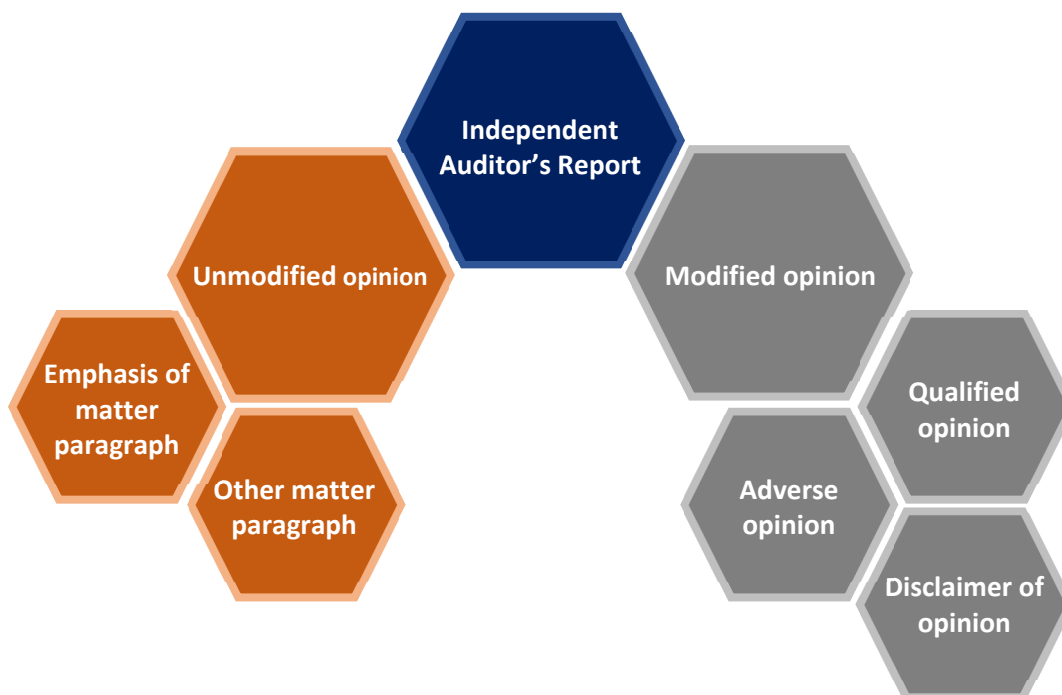 Independent
Auditor’s Report
Unmodified opinion
Modified opinion
Emphasis of
matter
paragraph
Other matter
paragraph
Qualified
opinion
Adverse
opinion
Disclaimer of
opinion